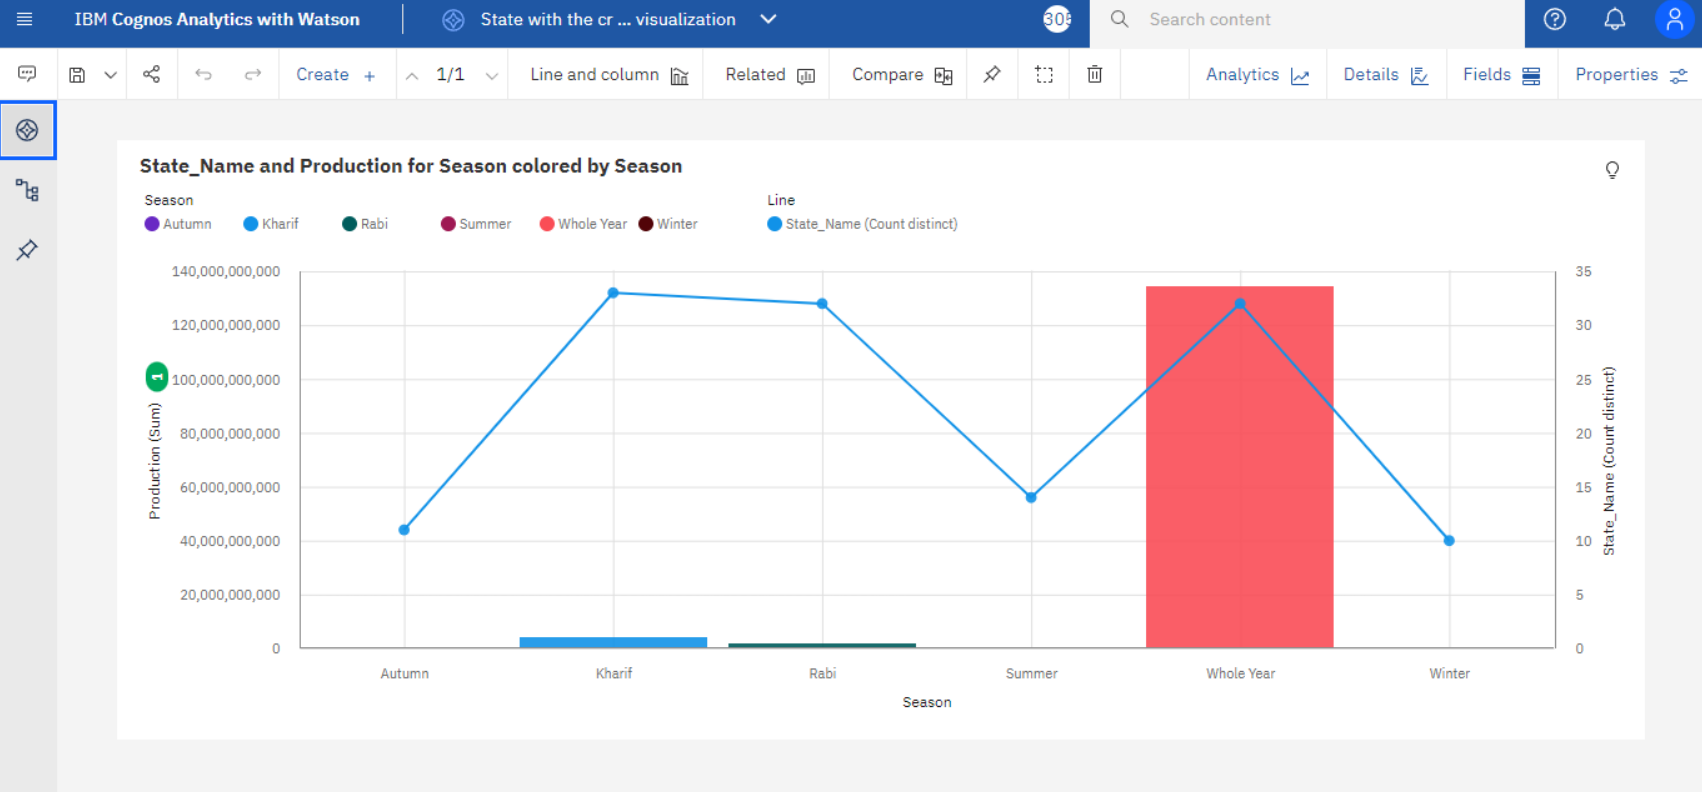 IBM Cognos Analytics with Watson
State with the cr ... visualization
305
Search content
Create +
1/1
Line and column
Related
Compare
Analytics
Details
Fields
Properties
State_Name and Production for Season colored by Season
Season
Autumn Kharif Rabi Summer Whole Year Winter
Line
State_Name (Count distinct)
140,000,000,000
120,000,000,000
100,000,000,000
80,000,000,000
60,000,000,000
40,000,000,000
20,000,000,000
0
Production (Sum)
1
35
30
25
20
15
10
5
0
State_Name (Count distinct)
Autumn Kharif Rabi Summer Whole Year Winter
Season